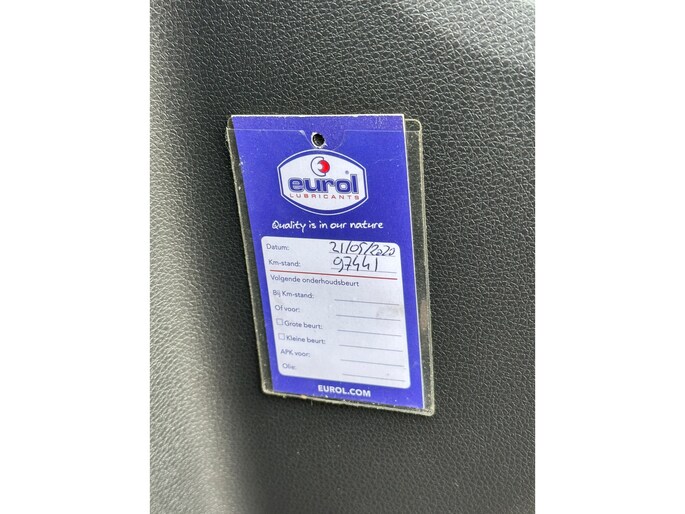 eurol
®
LUBRICANTS
Quality is in our nature
Datum: 21/05/2020
Km-stand: 97441
Volgende onderhoudsbeurt
Bij Km-stand:
Of voor:
Grote beurt:
Kleine beurt:
APK voor:
Olie:
EUROL.COM